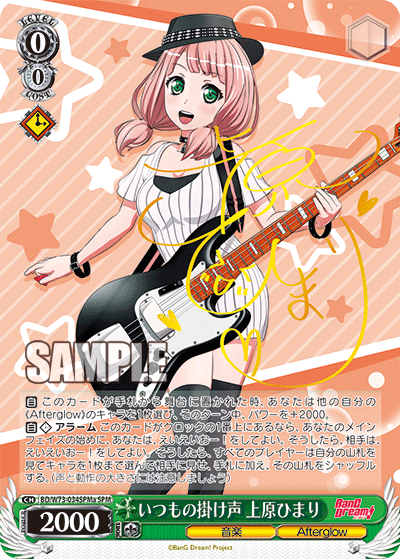 LEVEL
0
0
COST
SAMPLE
自 このカードが手札から舞台に置かれた時、あなたは他の自分の
《Afterglow》のキャラを1枚選び、そのターン中、パワーを+2000。
自 アラーム このカードがクロックの1番上にあるなら、あなたのメイン
フェイズの始めに、あなたは、えいえいおー！をしてよい。そうしたら、相手は、
えいえいおー！をしてよい。そうしたら、すべてのプレイヤーは自分の山札を
見てキャラを1枚まで選んで相手に見せ、手札に加え、その山札をシャッフル
する。（声と動作の大きさには注意しましょう）
CH BD/W73-034SPMa SPM
2000
POWER
いつもの掛け声 上原ひまり
BanG Dream!
音楽
Afterglow
©BanG Dream! Project